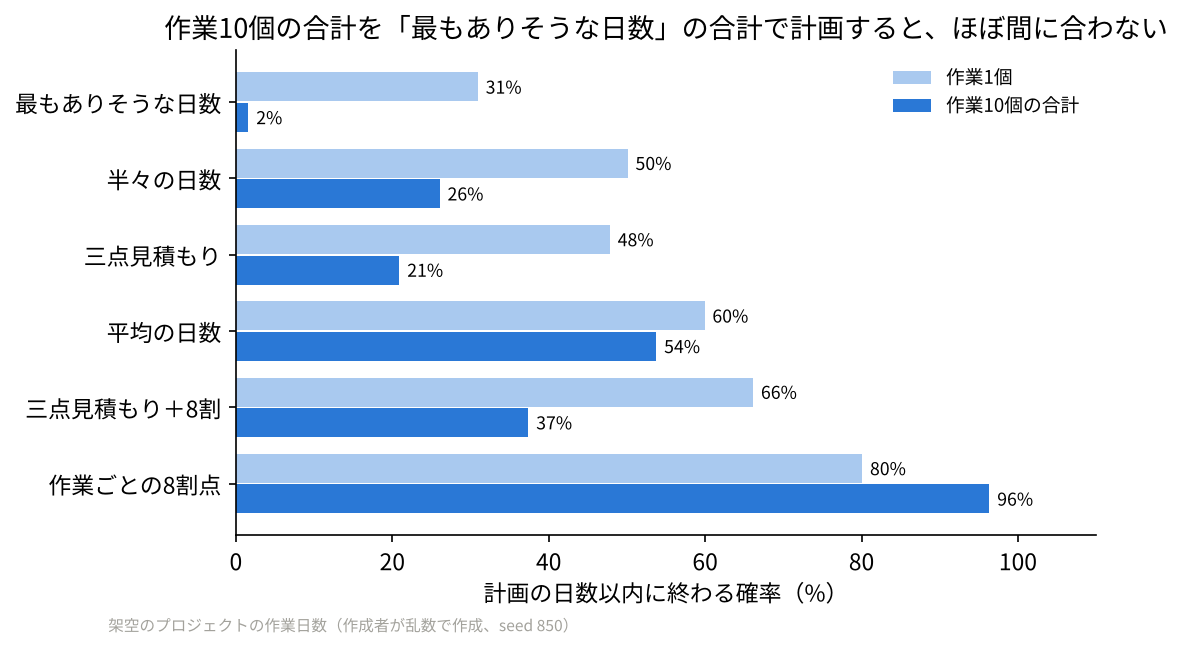 作業10個の合計を「最もありそうな日数」の合計で計画すると、ほぼ間に合わない
作業1個
作業10個の合計
最もありそうな日数
31%
2%
半々の日数
50%
26%
三点見積もり
48%
21%
平均の日数
60%
54%
三点見積もり＋8割
66%
37%
作業ごとの8割点
80%
96%
0 20 40 60 80 100
計画の日数以内に終わる確率（%）
架空のプロジェクトの作業日数（作成者が乱数で作成、seed 850）